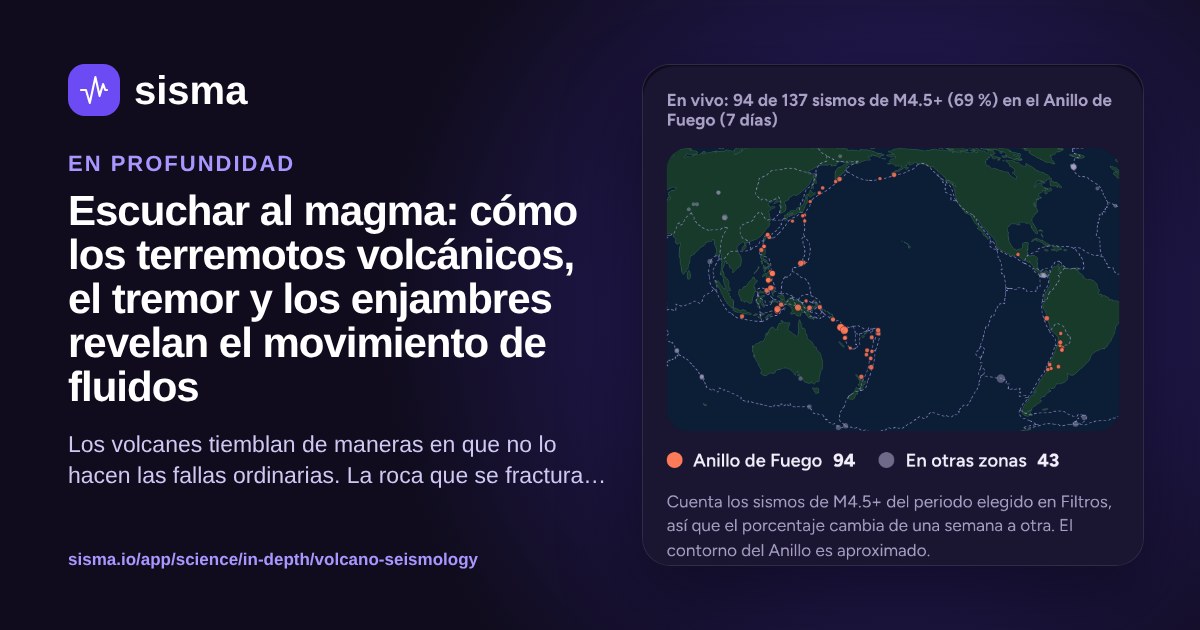 sisma
EN PROFUNDIDAD
Escuchar al magma: cómo
los terremotos volcánicos,
el tremor y los enjambres
revelan el movimiento de
fluidos
Los volcanes tiemblan de maneras en que no lo
hacen las fallas ordinarias. La roca que se fractura…
sisma.io/app/science/in-depth/volcano-seismology
En vivo: 94 de 137 sismos de M4.5+ (69 %) en el Anillo de
Fuego (7 días)
Anillo de Fuego 94 En otras zonas 43
Cuenta los sismos de M4.5+ del periodo elegido en Filtros,
así que el porcentaje cambia de una semana a otra. El
contorno del Anillo es aproximado.